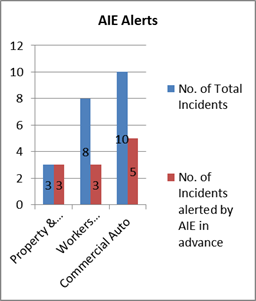 AIE Alerts
12
10
8
6
4
2
0
3
3
8
3
10
5
Property &...
Workers...
Commercial Auto
No. of Total
Incidents
No. of
Incidents
alerted by
AIE in
advance